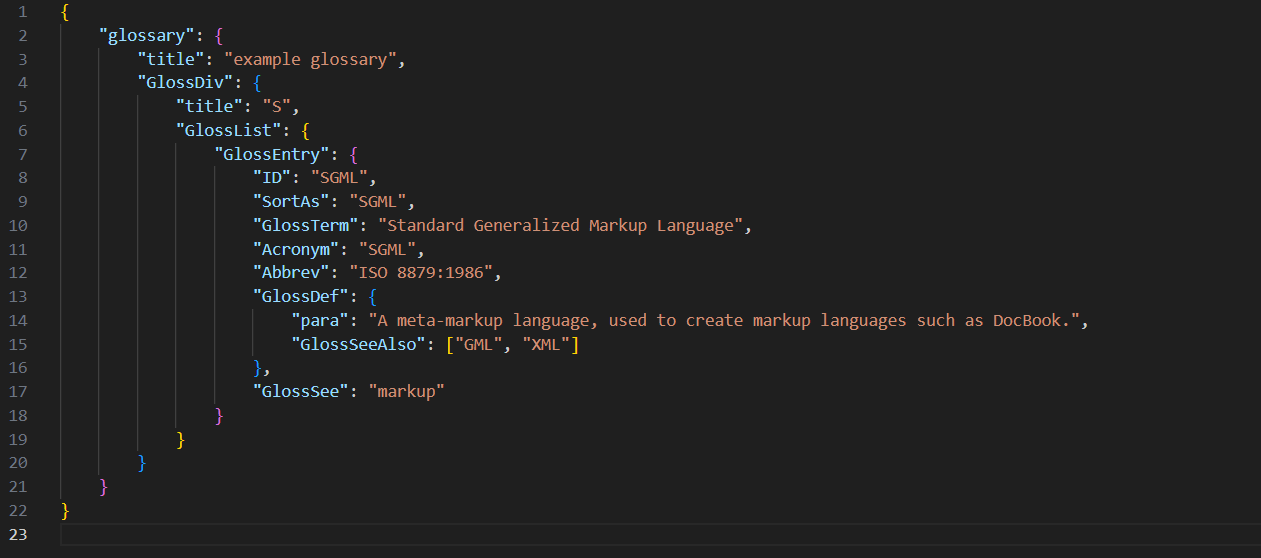 1 {
2     "glossary": {
3         "title": "example glossary",
4         "GlossDiv": {
5             "title": "S",
6             "GlossList": {
7                 "GlossEntry": {
8                     "ID": "SGML",
9                     "SortAs": "SGML",
10                     "GlossTerm": "Standard Generalized Markup Language",
11                     "Acronym": "SGML",
12                     "Abbrev": "ISO 8879:1986",
13                     "GlossDef": {
14                         "para": "A meta-markup language, used to create markup languages such as DocBook.",
15                         "GlossSeeAlso": ["GML", "XML"]
16                     },
17                     "GlossSee": "markup"
18                 }
19             }
20         }
21     }
22 }
23